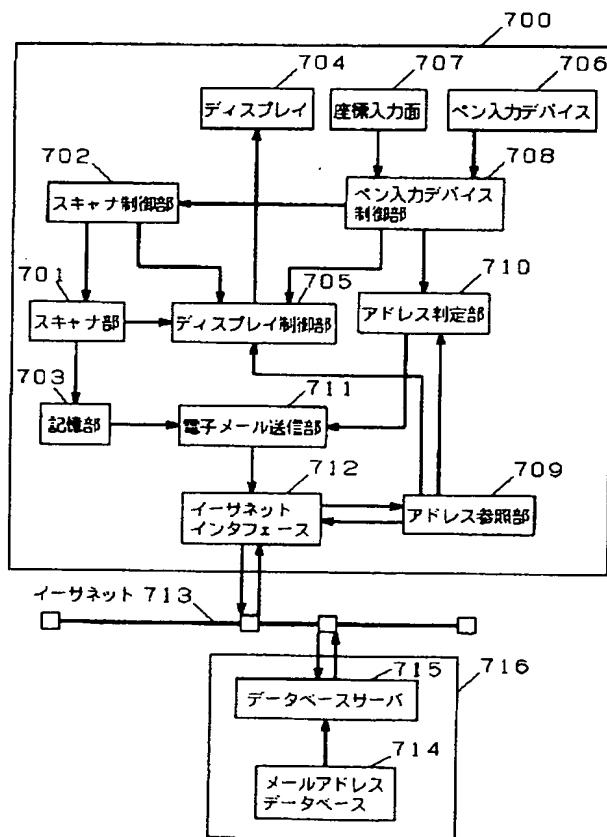 700
704
707
706
ディスプレイ
座標入力面
ペン入力デバイス
702
708
スキャナ制御部
ペン入力デバイス
制御部
701
705
710
スキャナ部
ディスプレイ制御部
アドレス判定部
703
711
記憶部
電子メール送信部
712
709
イーサネット
インタフェース
アドレス参照部
イーサネット 713
715
716
データベースサーバ
714
メールアドレス
データベース